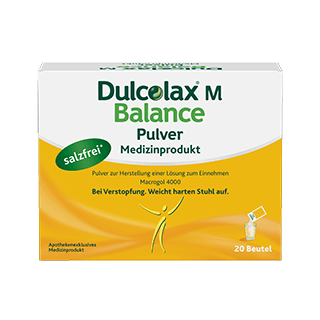 Dulcolax® M
Balance
Pulver
Medizinprodukt
salzfrei*
Pulver zur Herstellung einer Lösung zum Einnehmen
Macrogol 4000
Bei Verstopfung. Weicht harten Stuhl auf.
Apothekenexklusives
Medizinprodukt
20 Beutel